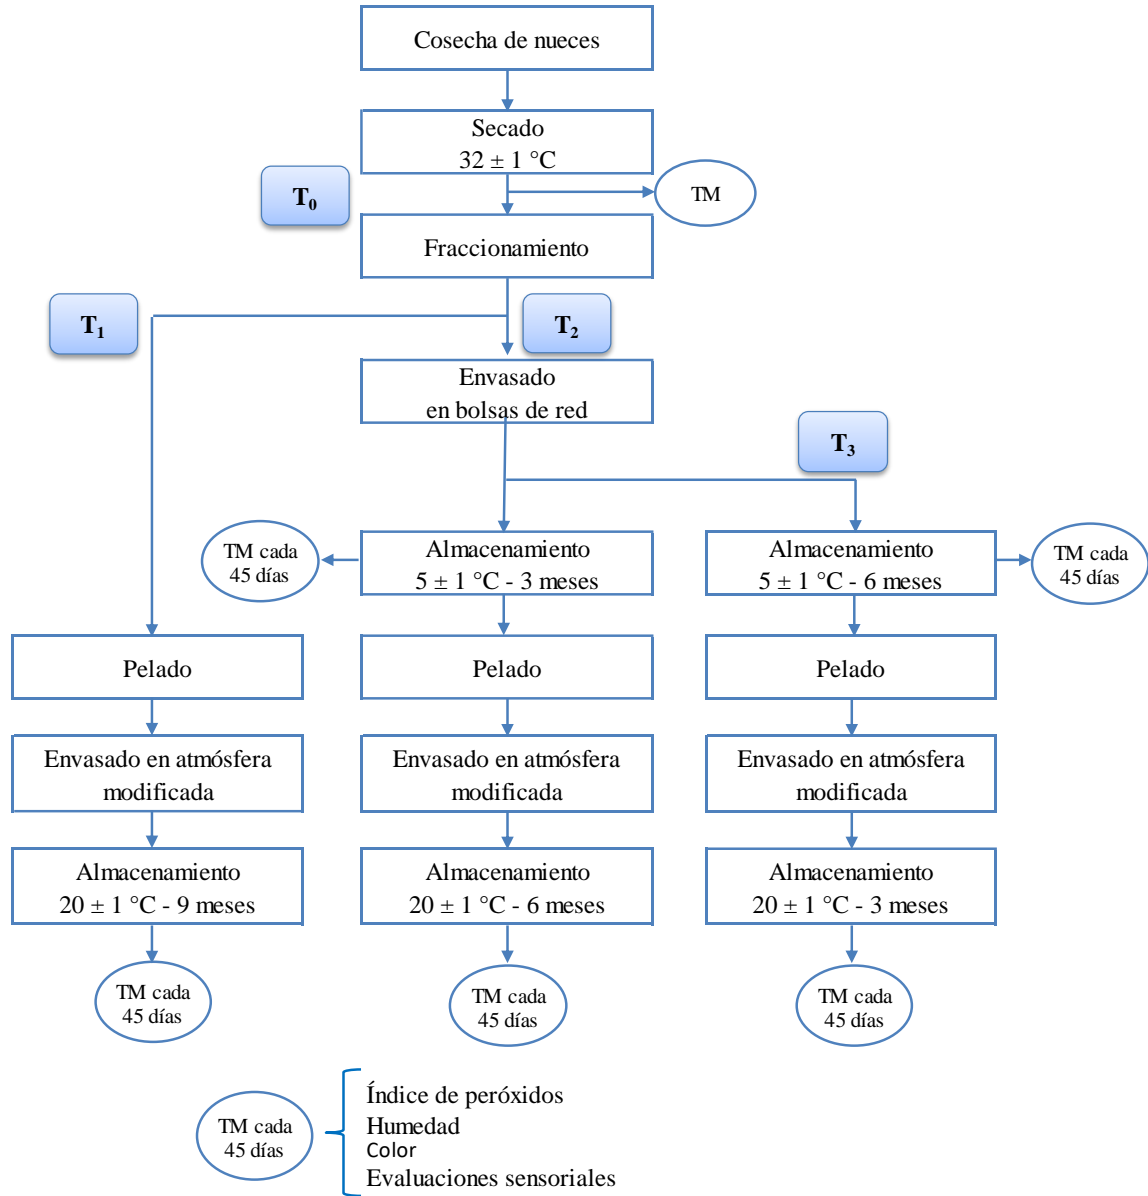 Cosecha de nueces
Secado
32 ± 1 °C
T₀
TM
Fraccionamiento
T₁
T₂
Envasado
en bolsas de red
T₃
TM cada
45 días
Almacenamiento
5 ± 1 °C - 3 meses
Almacenamiento
5 ± 1 °C - 6 meses
TM cada
45 días
Pelado
Pelado
Pelado
Envasado en atmósfera
modificada
Envasado en atmósfera
modificada
Envasado en atmósfera
modificada
Almacenamiento
20 ± 1 °C - 9 meses
Almacenamiento
20 ± 1 °C - 6 meses
Almacenamiento
20 ± 1 °C - 3 meses
TM cada
45 días
TM cada
45 días
TM cada
45 días
TM cada
45 días
Índice de peróxidos
Humedad
Color
Evaluaciones sensoriales